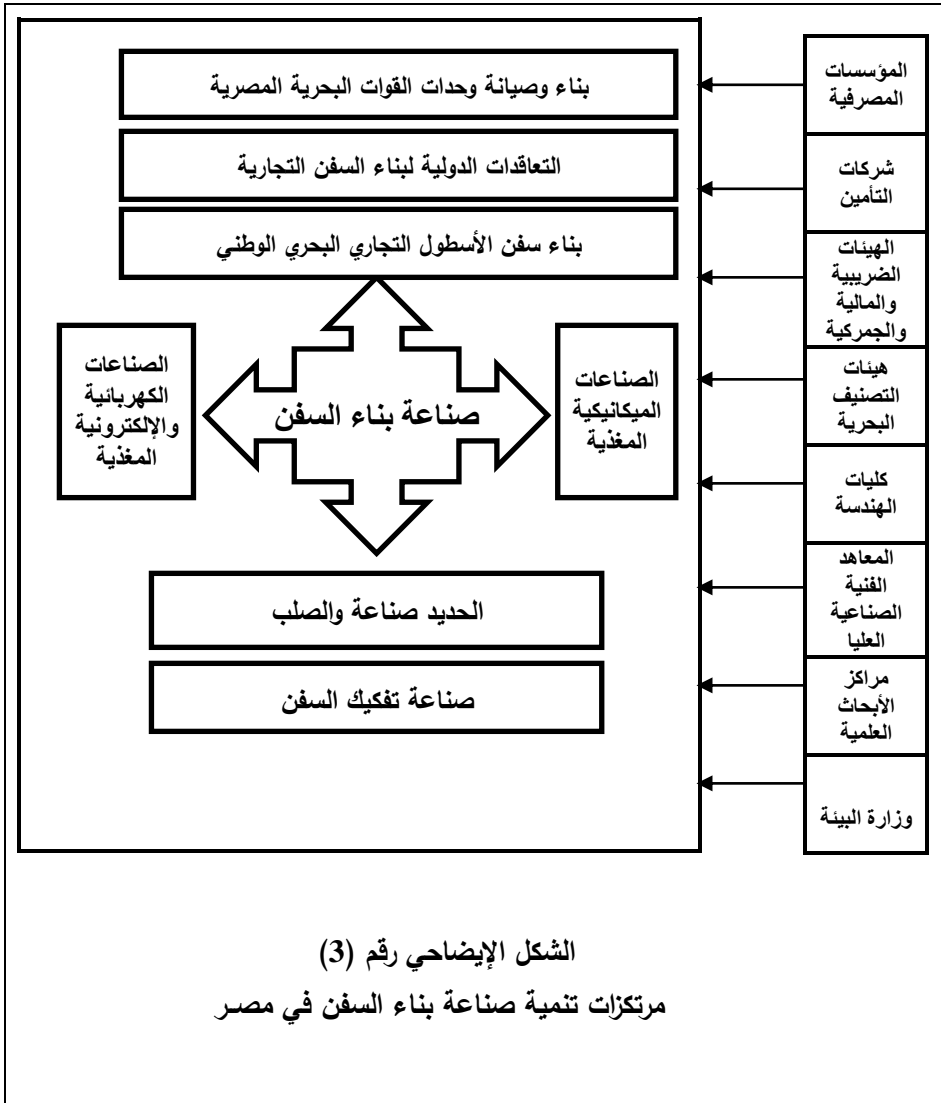 بناء وصيانة وحدات القوات البحرية المصرية
التعاقدات الدولية لبناء السفن التجارية
بناء سفن الأسطول التجاري البحري الوطني
الصناعات
الميكانيكية
المغذية
صناعة بناء السفن
الصناعات
الكهربائية
والإلكترونية
المغذية
الحديد صناعة والصلب
صناعة تفكيك السفن
المؤسسات
المصرفية
شركات
التأمين
الهيئات
الضريبية
والمالية
والجمركية
هيئات
التصنيف
البحرية
كليات
الهندسة
المعاهد
الفنية
الصناعية
العليا
مراكز
الأبحاث
العلمية
وزارة البيئة
الشكل الإيضاحي رقم (3)
مرتكزات تنمية صناعة بناء السفن في مصر